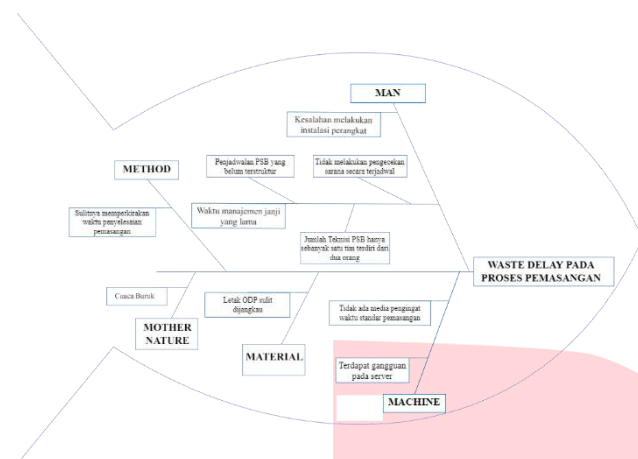 MAN
Kesalahan melakukan
instalasi perangkat
METHOD
Penjadwalan PSB yang
belum terstruktur
Tidak melakukan pengecekan
sarana secara terjadwal
Sulitnya memperkirakan
waktu penyelesaian
pemasangan
Waktu manajemen janji
yang lama
Jumlah Teknisi PSB hanya
sebanyak satu tim terdiri dari
dua orang
WASTE DELAY PADA
PROSES PEMASANGAN
Cuaca Buruk
Letak ODP sulit
dijangkau
Tidak ada media pengingat
waktu standar pemasangan
MOTHER
NATURE
MATERIAL
Terdapat gangguan
pada server
MACHINE